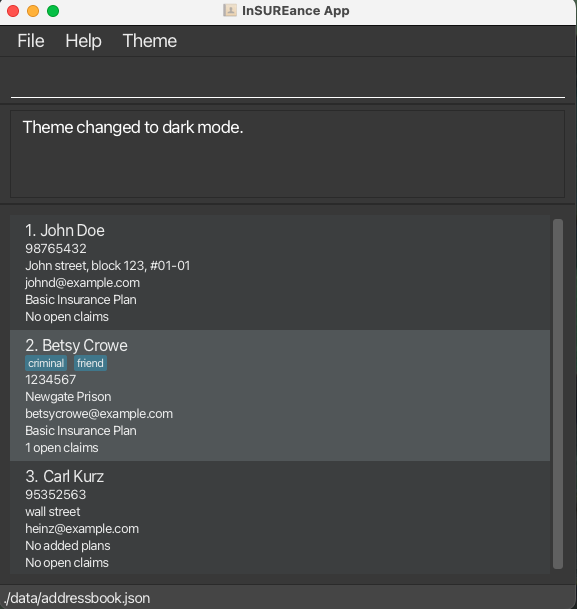 InSUREance App
File Help Theme
Theme changed to dark mode.
1. John Doe
98765432
John street, block 123, #01-01
johnd@example.com
Basic Insurance Plan
No open claims
2. Betsy Crowe
criminal friend
1234567
Newgate Prison
betsycrowe@example.com
Basic Insurance Plan
1 open claims
3. Carl Kurz
95352563
wall street
heinz@example.com
No added plans
No open claims
./data/addressbook.json